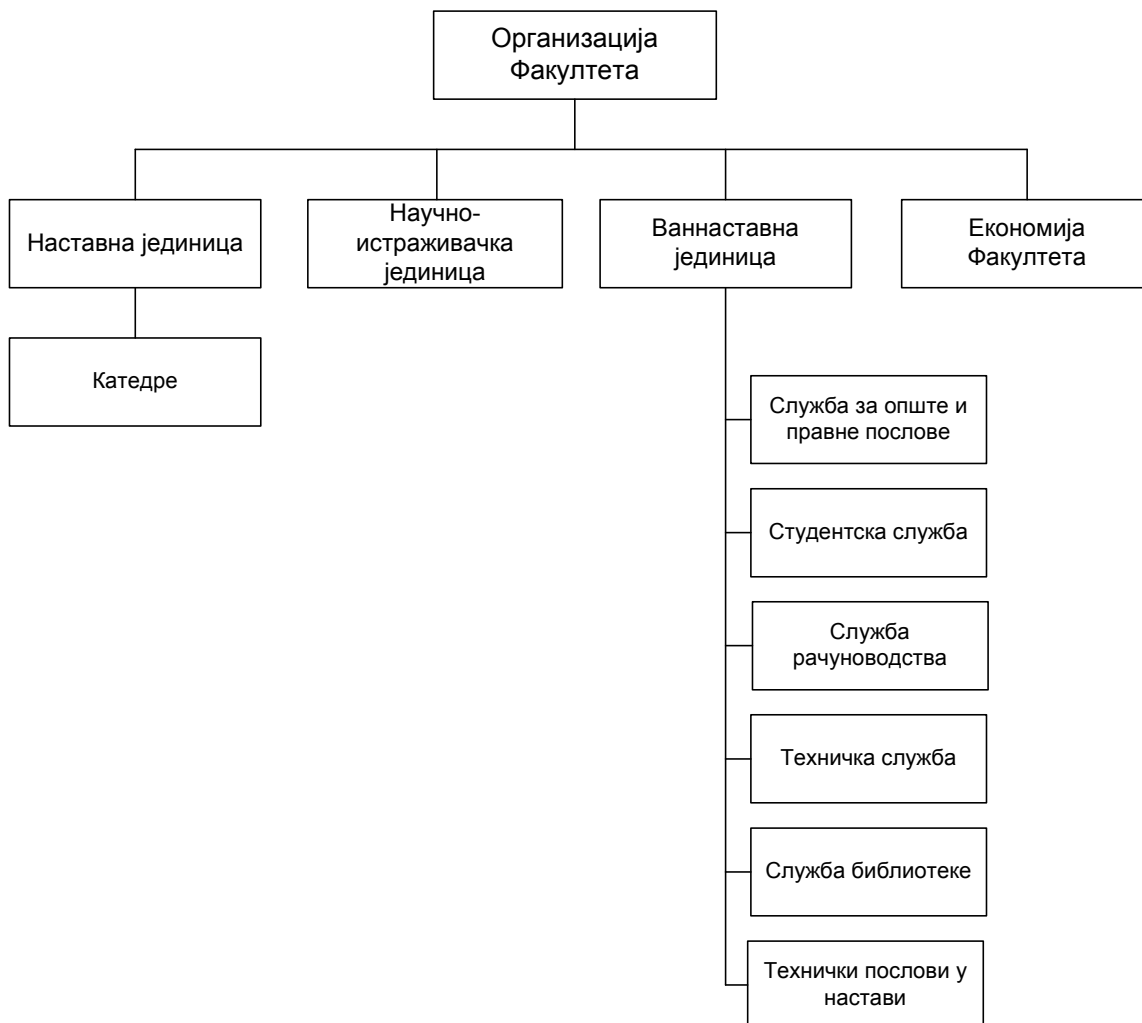 Организација
Факултета
Наставна јединица
Научно-
истраживачка
јединица
Ваннаставна
јединица
Економија
Факултета
Катедре
Служба за опште и
правне послове
Студентска служба
Служба
рачуноводства
Техничка служба
Служба библиотеке
Технички послови у
настави